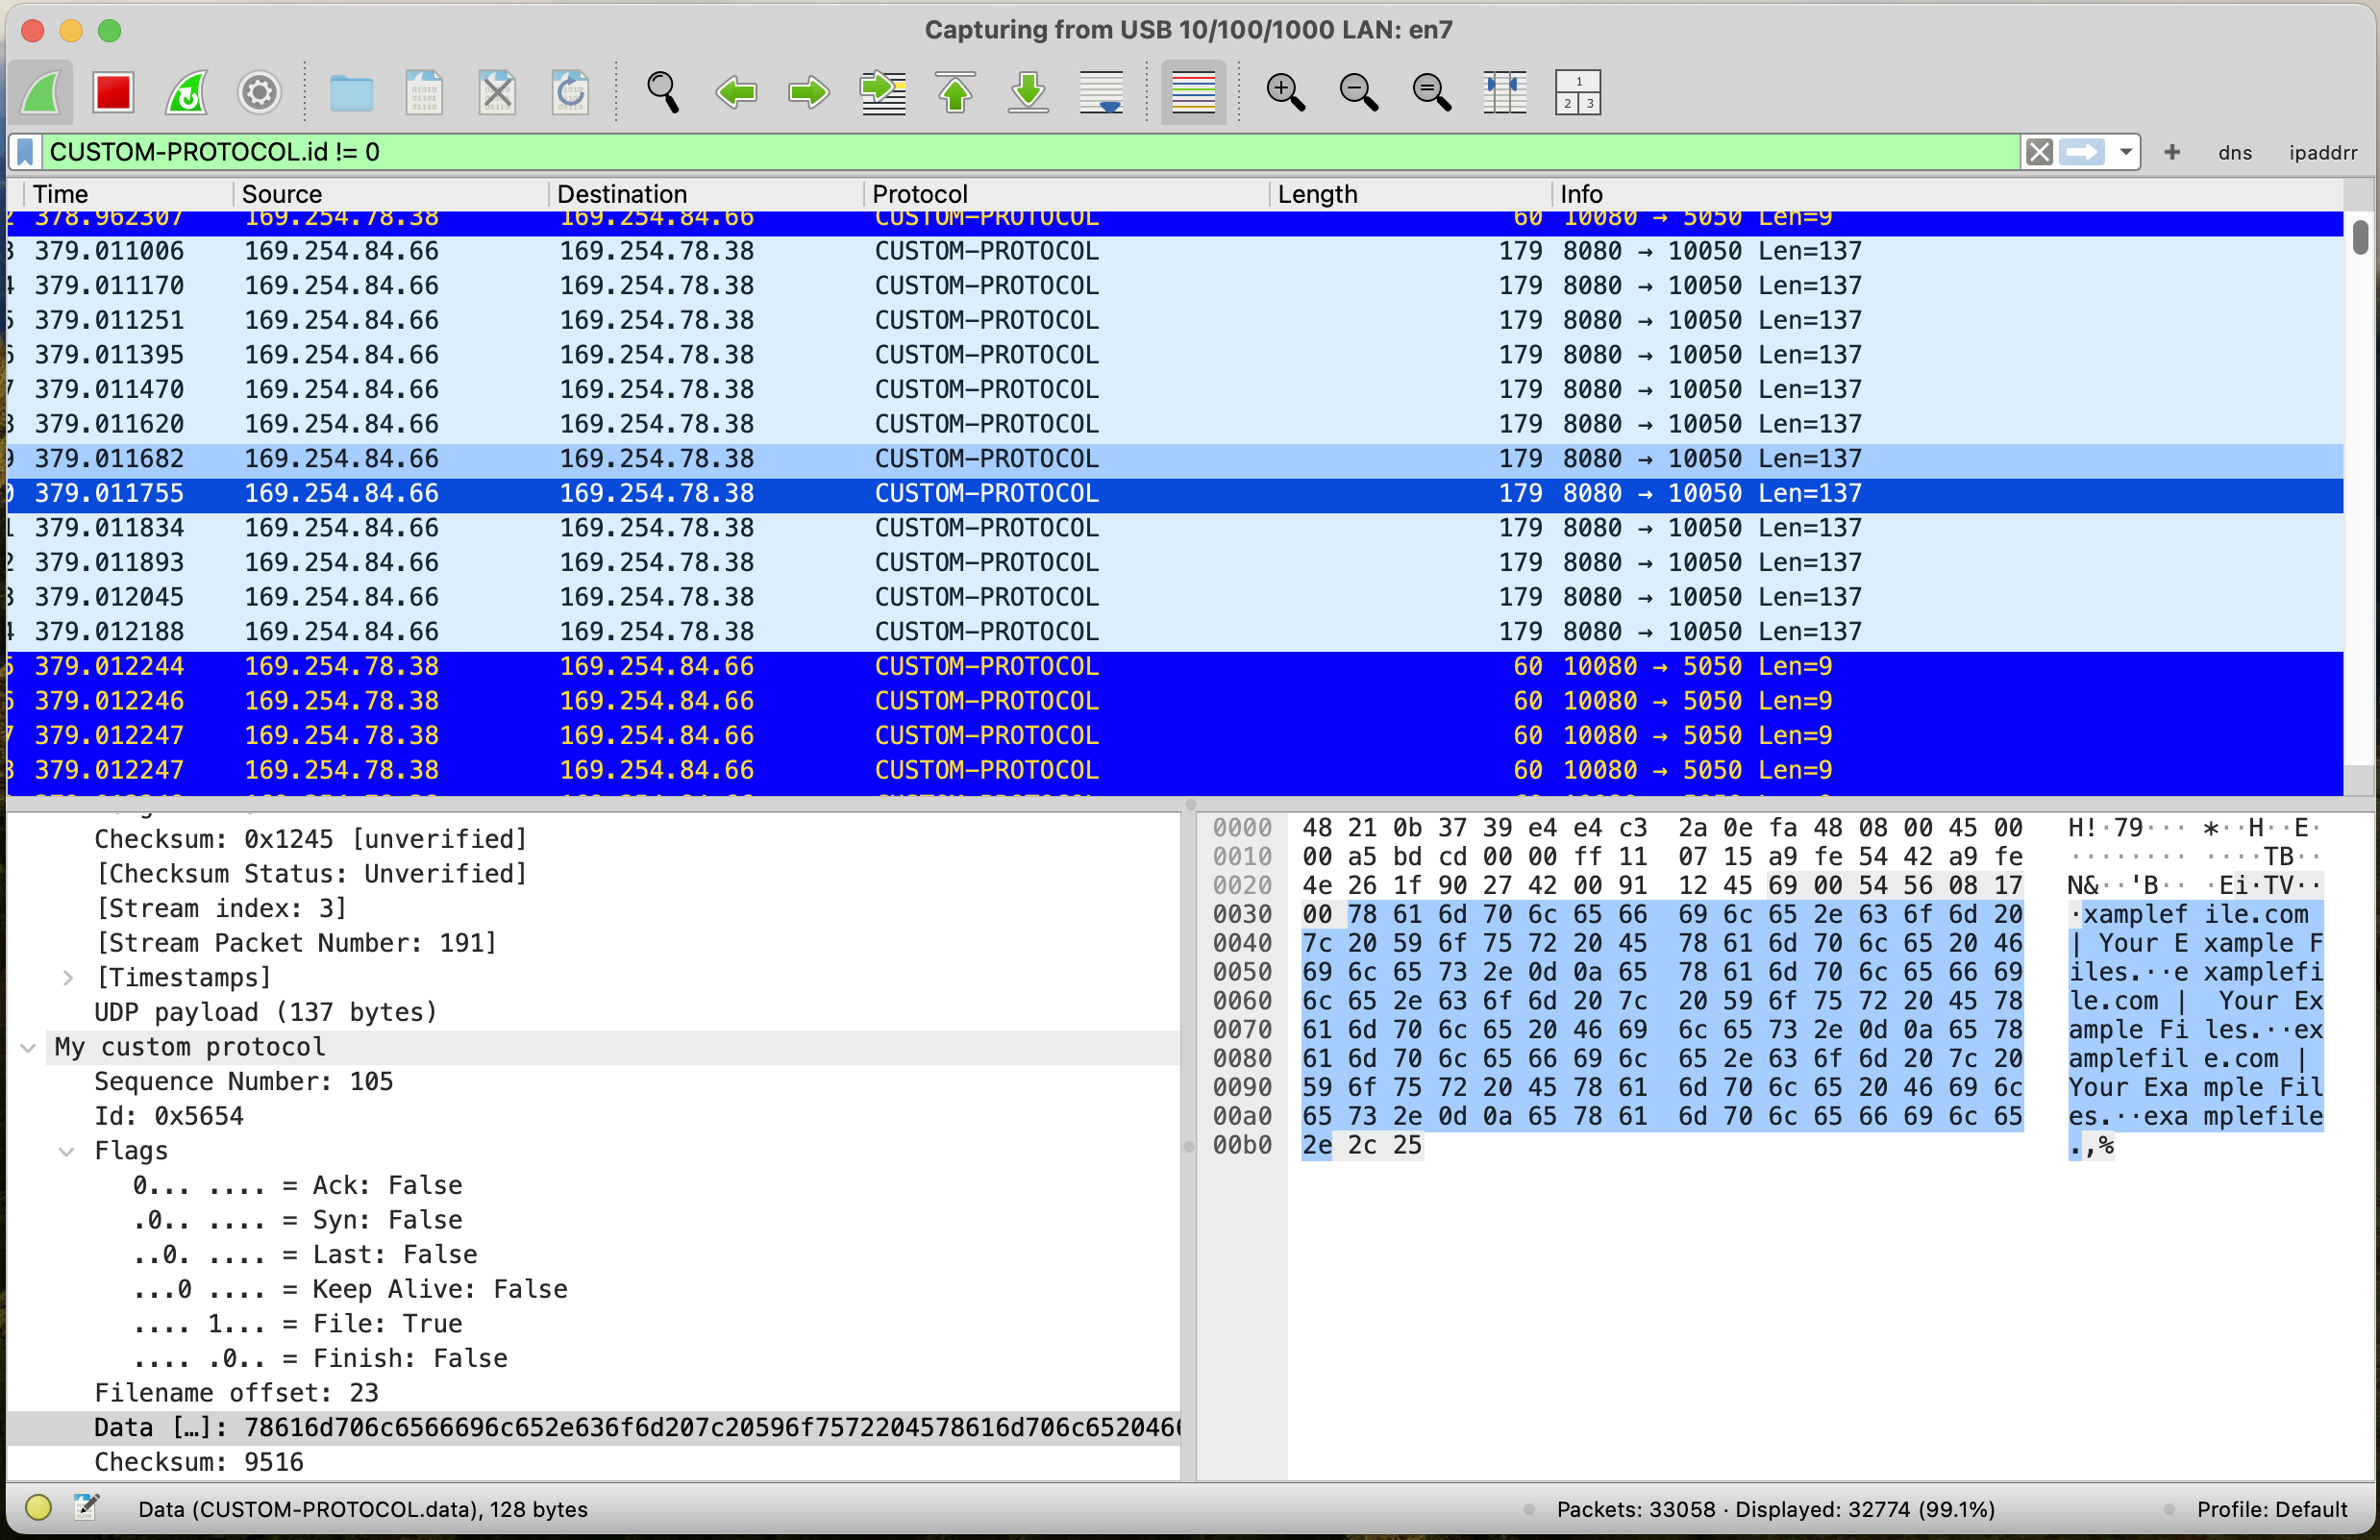 Capturing from USB 10/100/1000 LAN: en7
CUSTOM-PROTOCOL.id != 0
+ dns ipaddrr
Time Source Destination Protocol Length Info
378.962307 169.254.78.38 169.254.84.66 CUSTOM-PROTOCOL 60 10080 → 5050 Len=9
379.011006 169.254.84.66 169.254.78.38 CUSTOM-PROTOCOL 179 8080 → 10050 Len=137
379.011170 169.254.84.66 169.254.78.38 CUSTOM-PROTOCOL 179 8080 → 10050 Len=137
379.011251 169.254.84.66 169.254.78.38 CUSTOM-PROTOCOL 179 8080 → 10050 Len=137
379.011395 169.254.84.66 169.254.78.38 CUSTOM-PROTOCOL 179 8080 → 10050 Len=137
379.011470 169.254.84.66 169.254.78.38 CUSTOM-PROTOCOL 179 8080 → 10050 Len=137
379.011620 169.254.84.66 169.254.78.38 CUSTOM-PROTOCOL 179 8080 → 10050 Len=137
379.011682 169.254.84.66 169.254.78.38 CUSTOM-PROTOCOL 179 8080 → 10050 Len=137
379.011755 169.254.84.66 169.254.78.38 CUSTOM-PROTOCOL 179 8080 → 10050 Len=137
379.011834 169.254.84.66 169.254.78.38 CUSTOM-PROTOCOL 179 8080 → 10050 Len=137
379.011893 169.254.84.66 169.254.78.38 CUSTOM-PROTOCOL 179 8080 → 10050 Len=137
379.012045 169.254.84.66 169.254.78.38 CUSTOM-PROTOCOL 179 8080 → 10050 Len=137
379.012188 169.254.84.66 169.254.78.38 CUSTOM-PROTOCOL 179 8080 → 10050 Len=137
379.012244 169.254.78.38 169.254.84.66 CUSTOM-PROTOCOL 60 10080 → 5050 Len=9
379.012246 169.254.78.38 169.254.84.66 CUSTOM-PROTOCOL 60 10080 → 5050 Len=9
379.012247 169.254.78.38 169.254.84.66 CUSTOM-PROTOCOL 60 10080 → 5050 Len=9
379.012247 169.254.78.38 169.254.84.66 CUSTOM-PROTOCOL 60 10080 → 5050 Len=9
Checksum: 0x1245 [unverified]
[Checksum Status: Unverified]
[Stream index: 3]
[Stream Packet Number: 191]
[Timestamps]
UDP payload (137 bytes)
My custom protocol
Sequence Number: 105
Id: 0x5654
Flags
0... .... = Ack: False
.0.. .... = Syn: False
..0. .... = Last: False
...0 .... = Keep Alive: False
.... 1... = File: True
.... .0.. = Finish: False
Filename offset: 23
Data […]: 78616d706c6566696c652e636f6d207c20596f7572204578616d706c652046
Checksum: 9516
0000 48 21 0b 37 39 e4 e4 c3 2a 0e fa 48 08 00 45 00 H!·79··· *··H··E·
0010 00 a5 bd cd 00 00 ff 11 07 15 a9 fe 54 42 a9 fe ········ ····TB··
0020 4e 26 1f 90 27 42 00 91 12 45 69 00 54 56 08 17 N&··'B·· ·Ei·TV··
0030 00 78 61 6d 70 6c 65 66 69 6c 65 2e 63 6f 6d 20 ·xamplef ile.com
0040 7c 20 59 6f 75 72 20 45 78 61 6d 70 6c 65 20 46 | Your E xample F
0050 69 6c 65 73 2e 0d 0a 65 78 61 6d 70 6c 65 66 69 iles.··e xamplefi
0060 6c 65 2e 63 6f 6d 20 7c 20 59 6f 75 72 20 45 78 le.com | Your Ex
0070 61 6d 70 6c 65 20 46 69 6c 65 73 2e 0d 0a 65 78 ample Fi les.··ex
0080 61 6d 70 6c 65 66 69 6c 65 2e 63 6f 6d 20 7c 20 amplefil e.com |
0090 59 6f 75 72 20 45 78 61 6d 70 6c 65 20 46 69 6c Your Exa mple Fil
00a0 65 73 2e 0d 0a 65 78 61 6d 70 6c 65 66 69 6c 65 es.··exa mplefile
00b0 2e 2c 25 .,%
Data (CUSTOM-PROTOCOL.data), 128 bytes
Packets: 33058 · Displayed: 32774 (99.1%)
Profile: Default